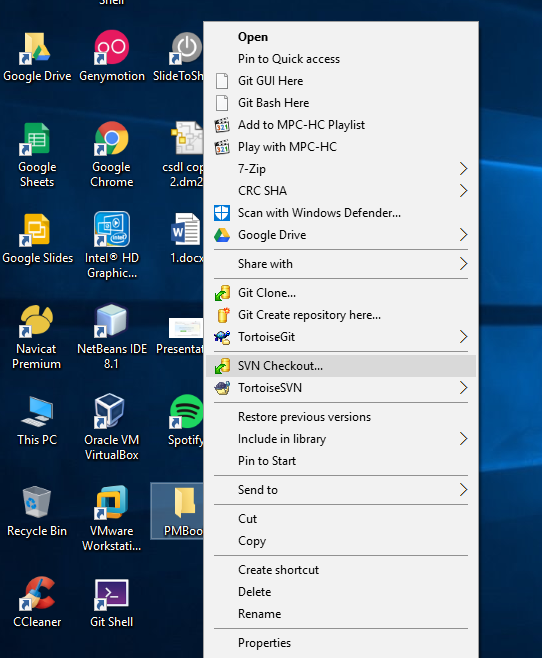 Shell
Google Drive
Genymotion
SlideToSh
Google
Sheets
Google
Chrome
csdl cop
2.dm2
Google Slides
Intel® HD
Graphic...
1.docx
Navicat
Premium
NetBeans IDE
8.1
Presentat
This PC
Oracle VM
VirtualBox
Spotify
Recycle Bin
VMware
Workstati...
PMBoo
CCleaner
Git Shell
Open
Pin to Quick access
Git GUI Here
Git Bash Here
321
Add to MPC-HC Playlist
321
Play with MPC-HC
7-Zip
CRC SHA
Scan with Windows Defender...
Google Drive
Share with
Git Clone...
Git Create repository here...
TortoiseGit
SVN Checkout...
TortoiseSVN
Restore previous versions
Include in library
Pin to Start
Send to
Cut
Copy
Create shortcut
Delete
Rename
Properties